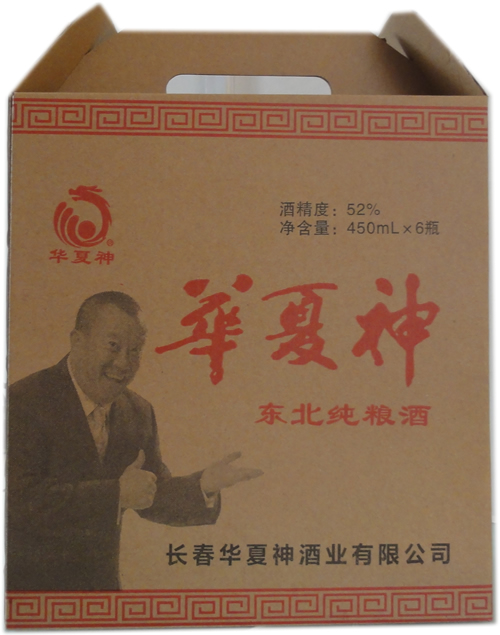 华夏神
酒精度：52%
净含量：450mL×6瓶
華夏神
东北纯粮酒
长春华夏神酒业有限公司